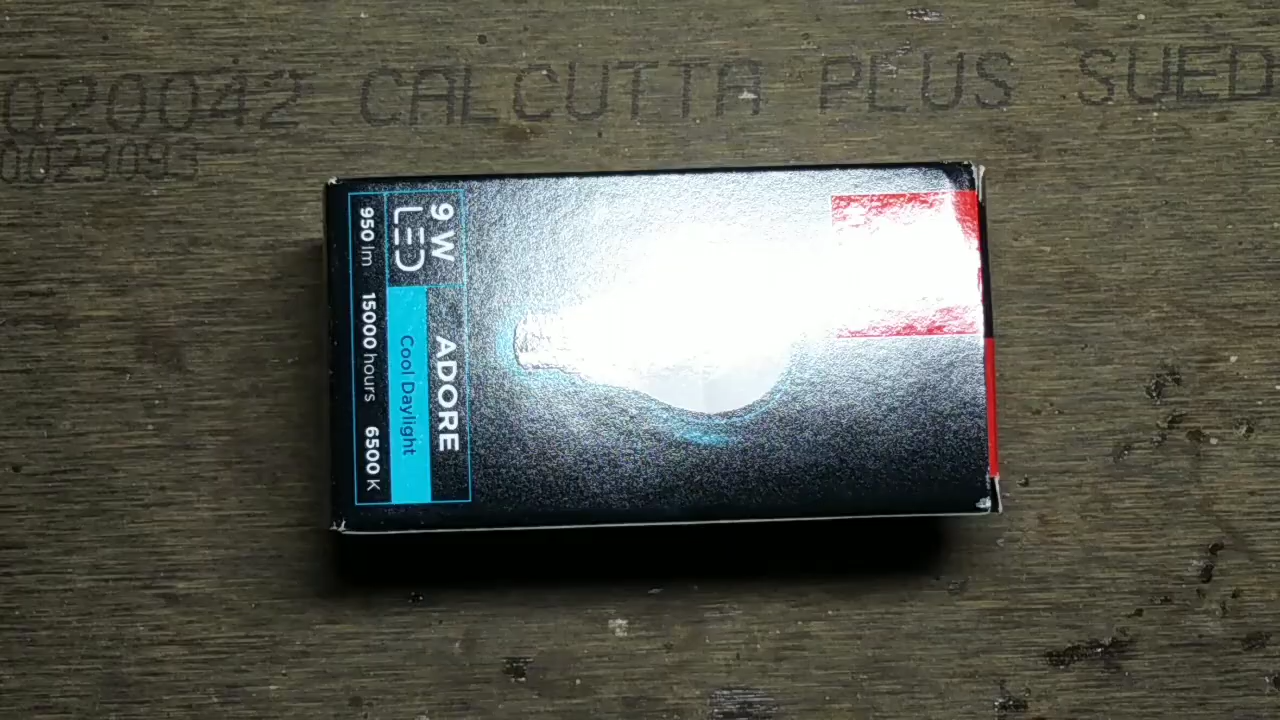 020042 CALCUTTA PLUS SUED
0023093
9 W
LED
ADORE
Cool Daylight
950 lm 15000 hours 6500 K